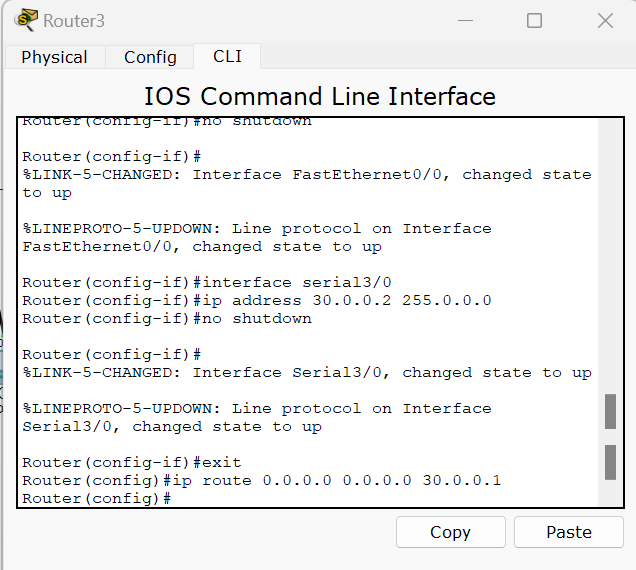 Router3
Physical Config CLI
IOS Command Line Interface
Router(config-if)#no shutdown
Router(config-if)#
%LINK-5-CHANGED: Interface FastEthernet0/0, changed state
to up
%LINEPROTO-5-UPDOWN: Line protocol on Interface
FastEthernet0/0, changed state to up
Router(config-if)#interface serial3/0
Router(config-if)#ip address 30.0.0.2 255.0.0.0
Router(config-if)#no shutdown
Router(config-if)#
%LINK-5-CHANGED: Interface Serial3/0, changed state to up
%LINEPROTO-5-UPDOWN: Line protocol on Interface
Serial3/0, changed state to up
Router(config-if)#exit
Router(config)#ip route 0.0.0.0 0.0.0.0 30.0.0.1
Router(config)#
Copy Paste